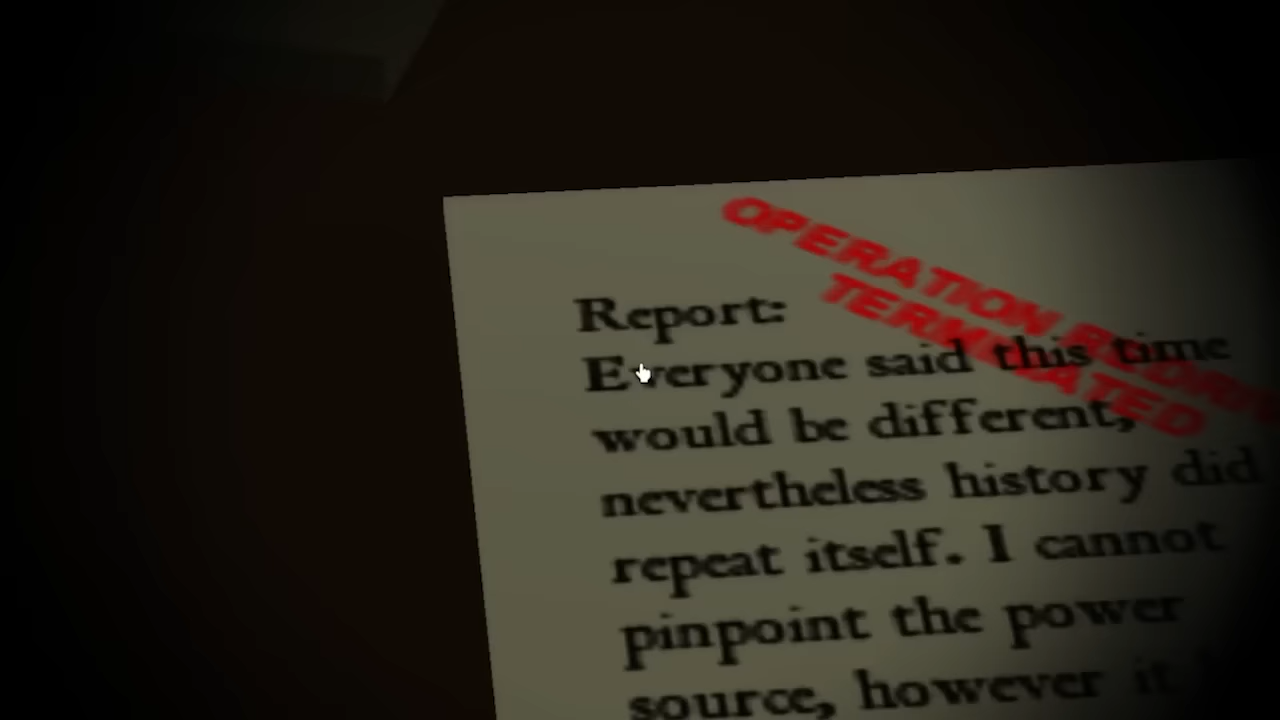 OPERATION
TERMINATED
Report:
Everyone said this time
would be different,
nevertheless history did
repeat itself. I cannot
pinpoint the power
source, however it